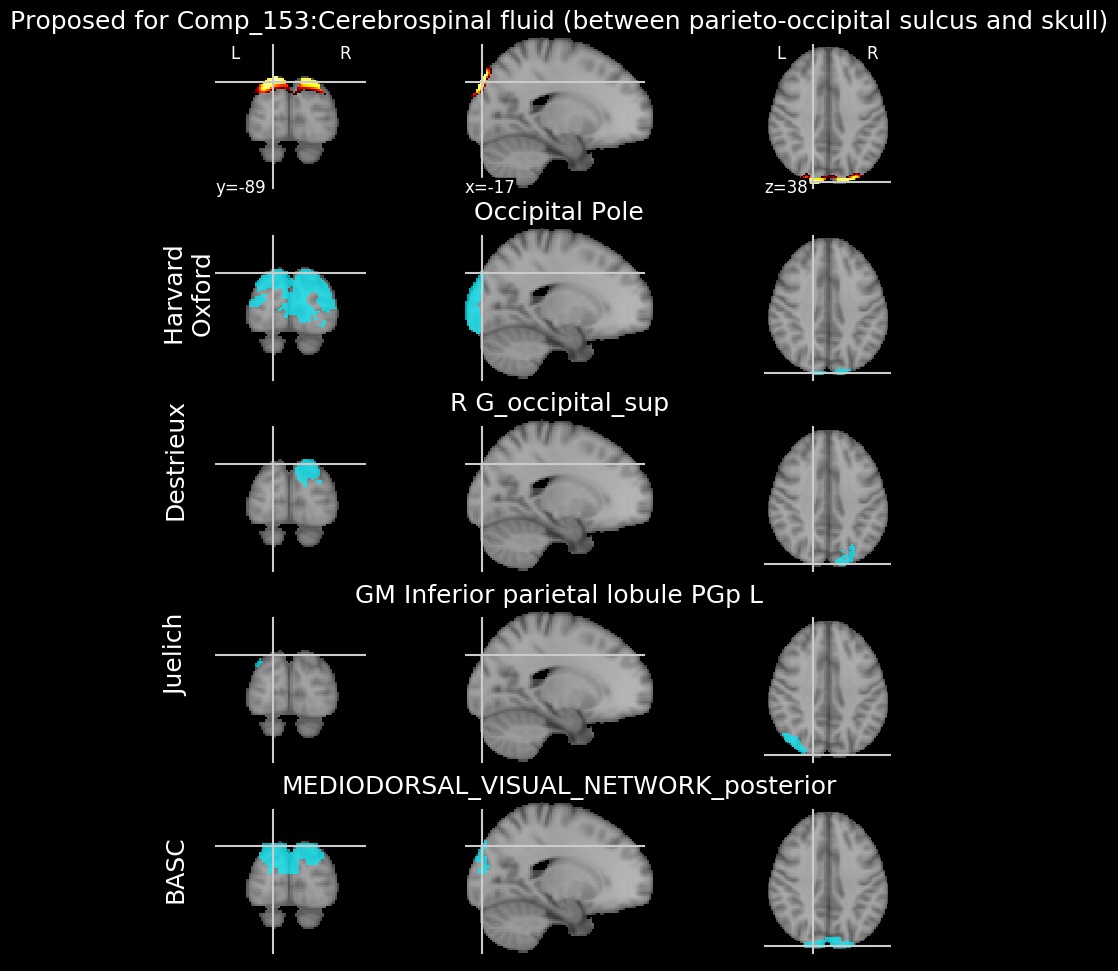 Proposed for Comp_153:Cerebrospinal fluid (between parieto-occipital sulcus and skull)
L R L R
y=-89 x=-17 z=38
Occipital Pole
Harvard
Oxford
R G_occipital_sup
Destrieux
GM Inferior parietal lobule PGp L
Juelich
MEDIODORSAL_VISUAL_NETWORK_posterior
BASC